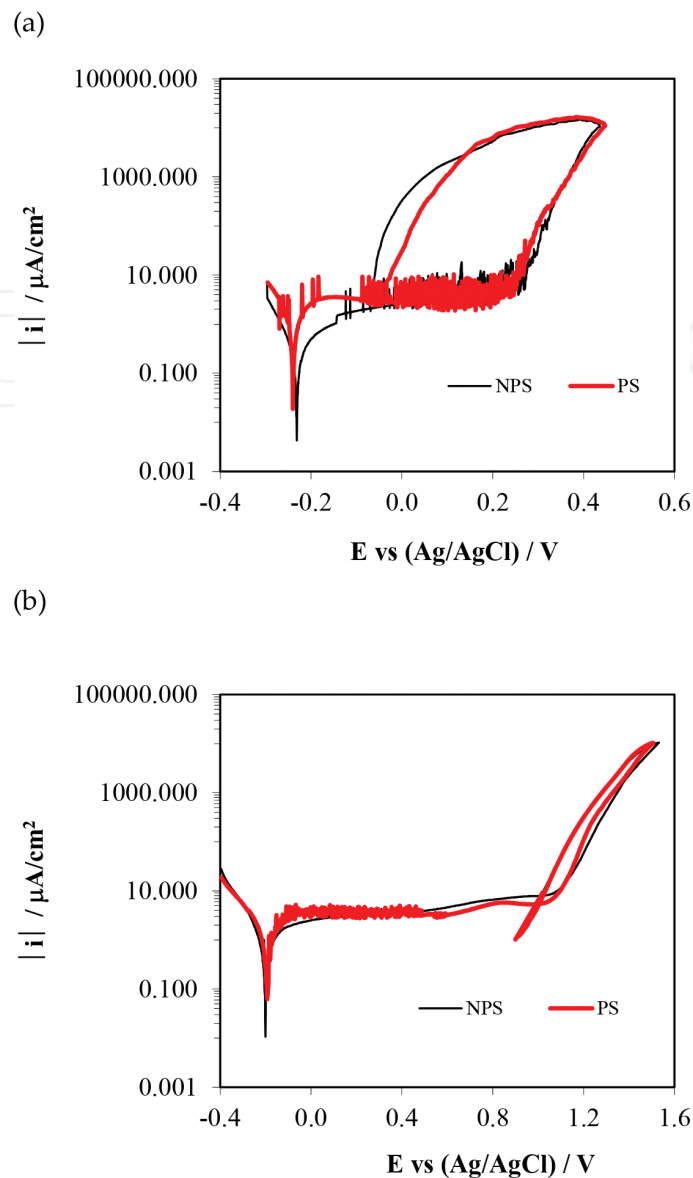 (a)
100000.000
1000.000
10.000
0.100
0.001
| i | / µA/cm²
NPS PS
-0.4 -0.2 0.0 0.2 0.4 0.6
E vs (Ag/AgCl) / V
(b)
100000.000
1000.000
10.000
0.100
0.001
| i | / µA/cm²
NPS PS
-0.4 0.0 0.4 0.8 1.2 1.6
E vs (Ag/AgCl) / V